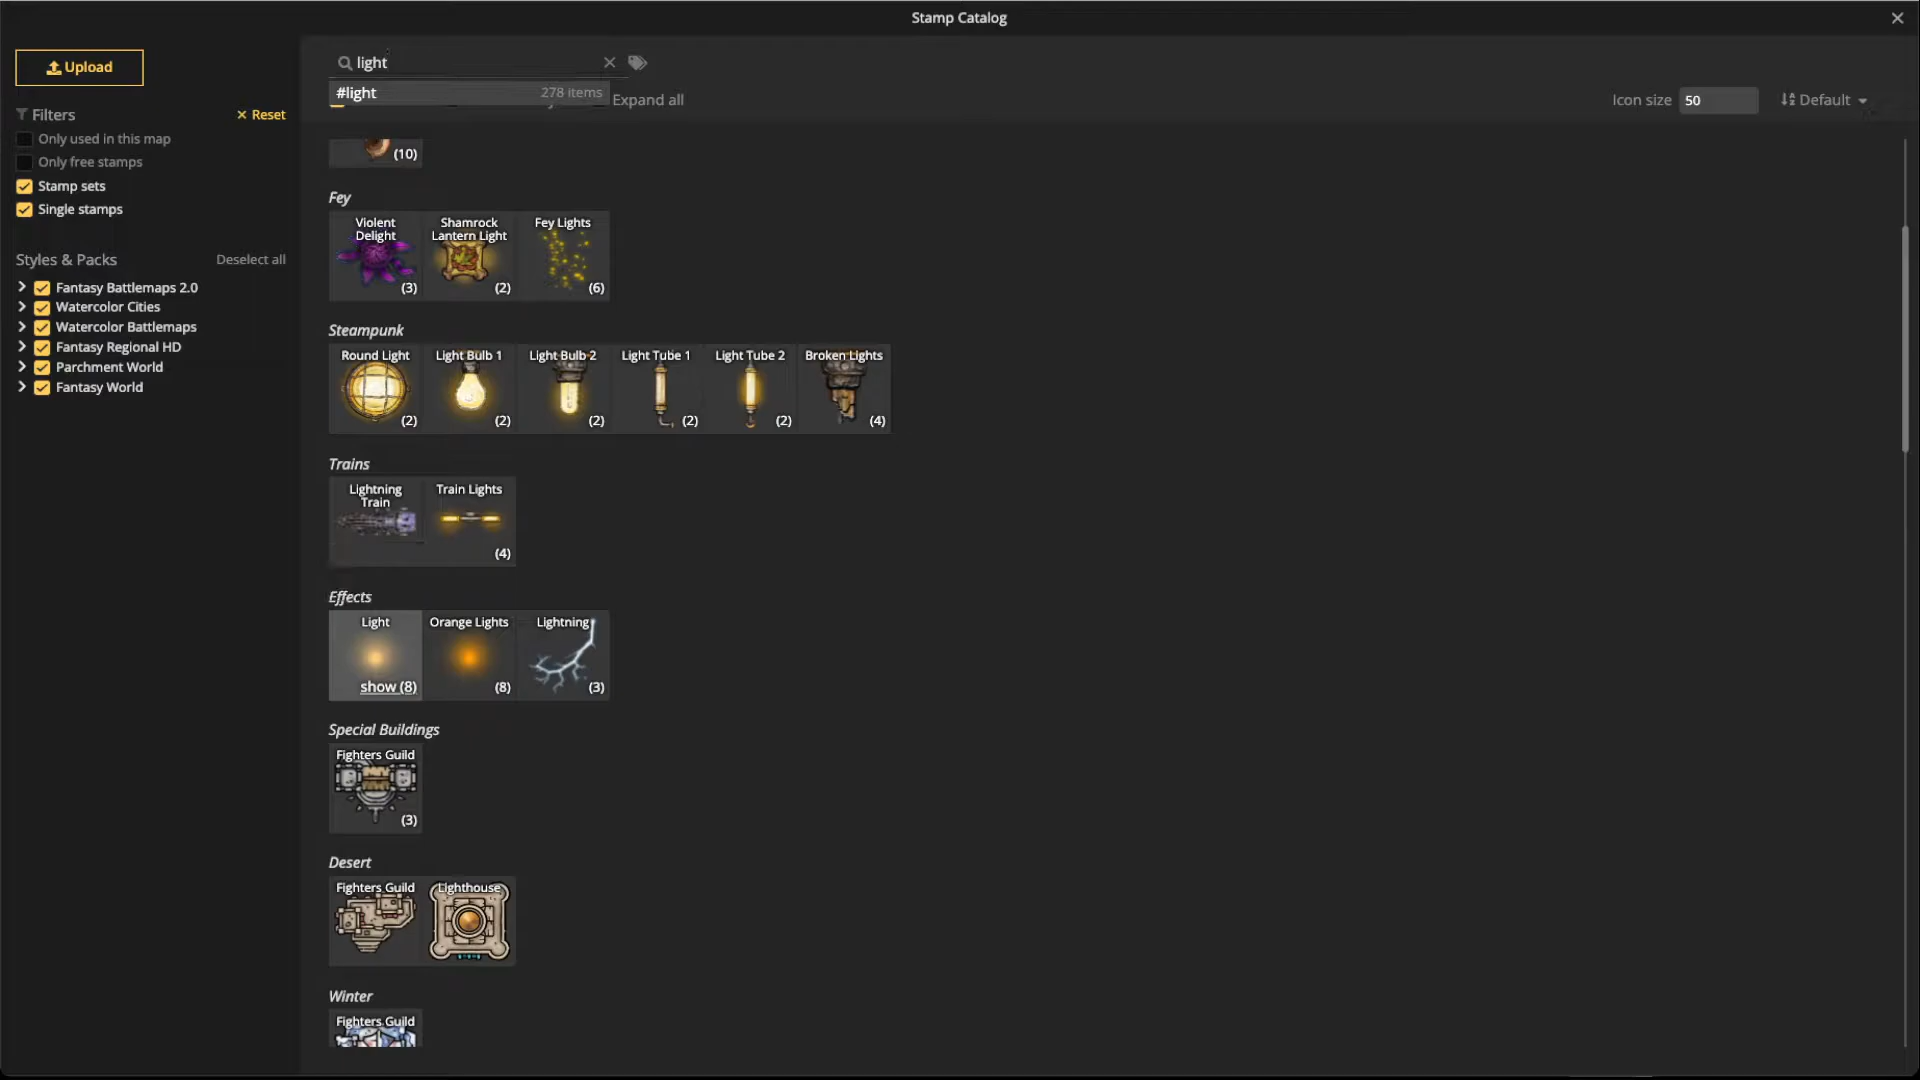 Stamp Catalog
Upload
light
#light 278 items
Expand all
Icon size 50
Default
Filters
Reset
Only used in this map
Only free stamps
Stamp sets
Single stamps
Styles & Packs
Deselect all
Fantasy Battlemaps 2.0
Watercolor Cities
Watercolor Battlemaps
Fantasy Regional HD
Parchment World
Fantasy World
(10)
Fey
Violent Delight (3)
Shamrock Lantern Light (2)
Fey Lights (6)
Steampunk
Round Light (2)
Light Bulb 1 (2)
Light Bulb 2 (2)
Light Tube 1 (2)
Light Tube 2 (2)
Broken Lights (4)
Trains
Lightning Train
Train Lights (4)
Effects
Light show (8)
Orange Lights (8)
Lightning (3)
Special Buildings
Fighters Guild (3)
Desert
Fighters Guild
Lighthouse
Winter
Fighters Guild